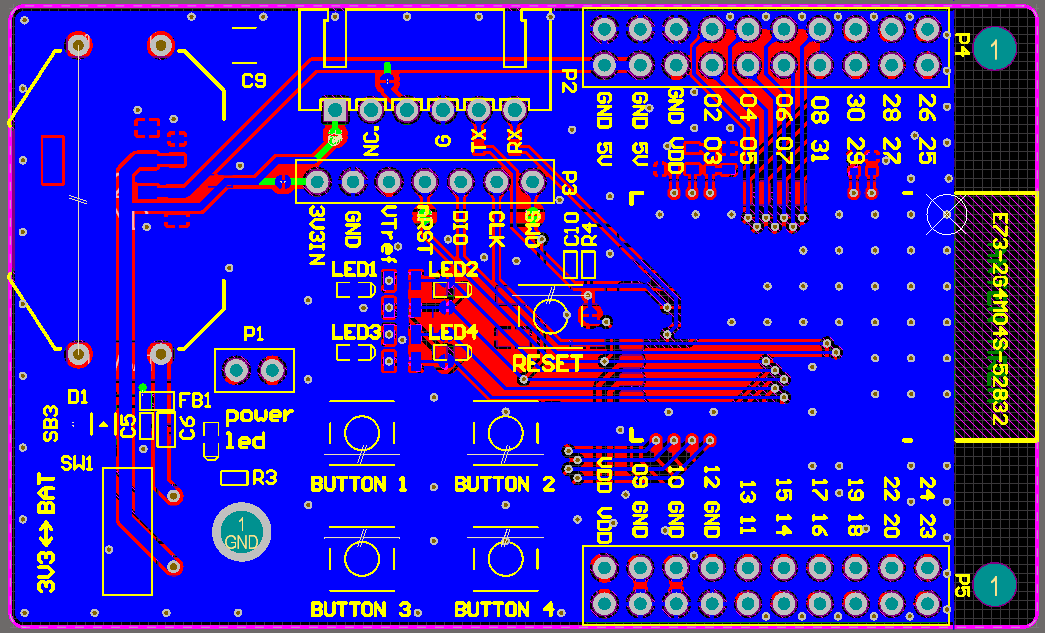 C9
P2
P4
NC
G
TX
RX
GND GND GND 02 04 06 08 30 28 26
5V 5V VDD 03 05 07 31 29 27 25
P3
3V3IN
GND
VTref
RST
DIO
CLK
SWO
C10
R4
E73-2G4M04S-52832
LED1
LED2
LED3
LED4
RESET
P1
D1
FB1
SB3
C5
C6
power
led
SW1
R3
3V3<->BAT
BUTTON 1
BUTTON 2
BUTTON 3
BUTTON 4
1
GND
VDD 09 10 12 13 15 17 19 22 24
VDD GND GND GND 11 14 16 18 20 23
P5
1
1